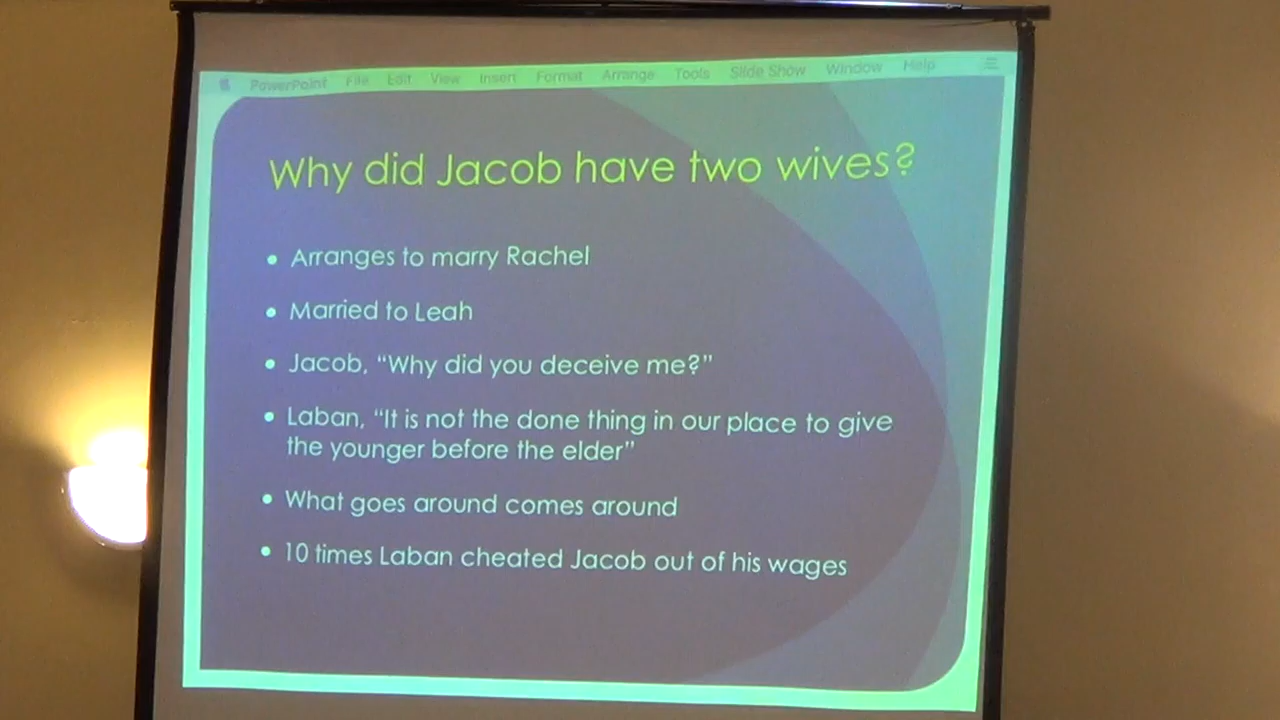 PowerPoint File Edit View Insert Format Arrange Tools Slide Show Window Help
Why did Jacob have two wives?
• Arranges to marry Rachel
• Married to Leah
• Jacob, “Why did you deceive me?”
• Laban, “It is not the done thing in our place to give
the younger before the elder”
• What goes around comes around
• 10 times Laban cheated Jacob out of his wages